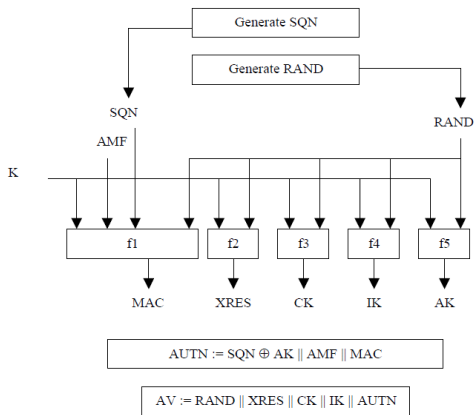 Generate SQN
Generate RAND
SQN
RAND
AMF
K
f1 f2 f3 f4 f5
MAC XRES CK IK AK
AUTN := SQN ⊕ AK || AMF || MAC
AV := RAND || XRES || CK || IK || AUTN